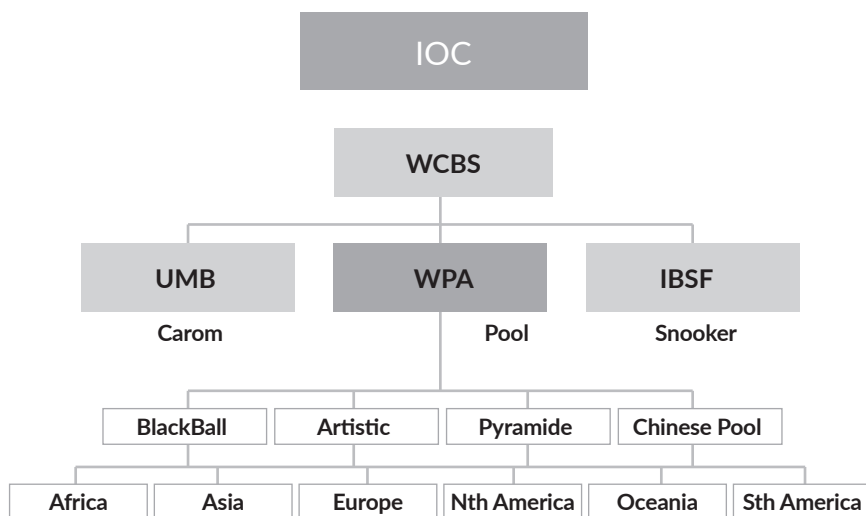 IOC
WCBS
UMB WPA IBSF
Carom Pool Snooker
BlackBall Artistic Pyramide Chinese Pool
Africa Asia Europe Nth America Oceania Sth America